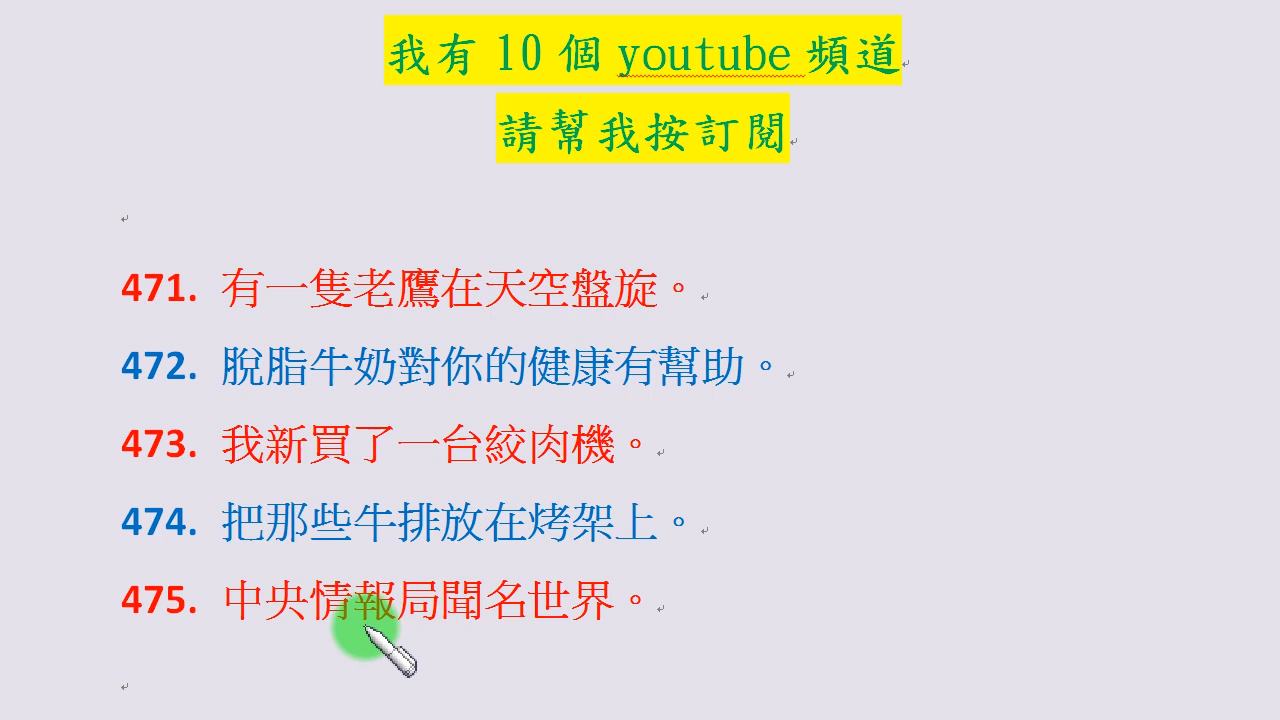 我有 10 個 youtube 頻道
請幫我按訂閱
471. 有一隻老鷹在天空盤旋。
472. 脫脂牛奶對你的健康有幫助。
473. 我新買了一台絞肉機。
474. 把那些牛排放在烤架上。
475. 中央情報局聞名世界。